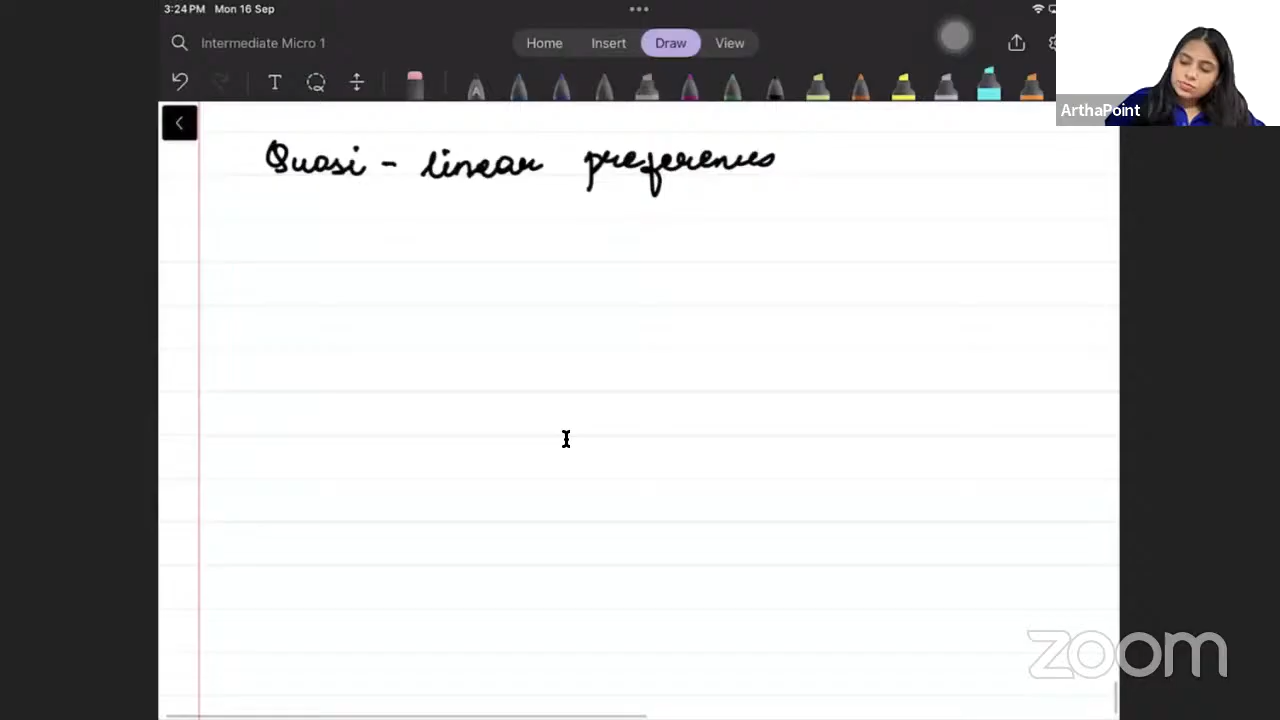 3:24 PM Mon 16 Sep
Intermediate Micro 1
Home Insert Draw View
T
A
ArthaPoint
Quasi - linear preferences
zoom